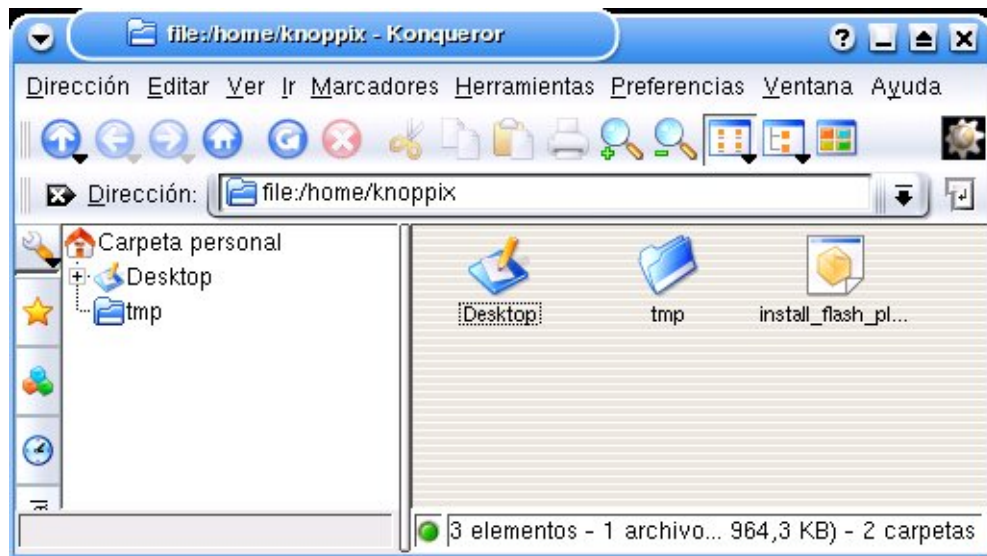 file:/home/knoppix - Konqueror
Dirección Editar Ver Ir Marcadores Herramientas Preferencias Ventana Ayuda
Dirección: file:/home/knoppix
Carpeta personal
Desktop
tmp
Desktop tmp install_flash_pl...
3 elementos - 1 archivo... 964,3 KB) - 2 carpetas